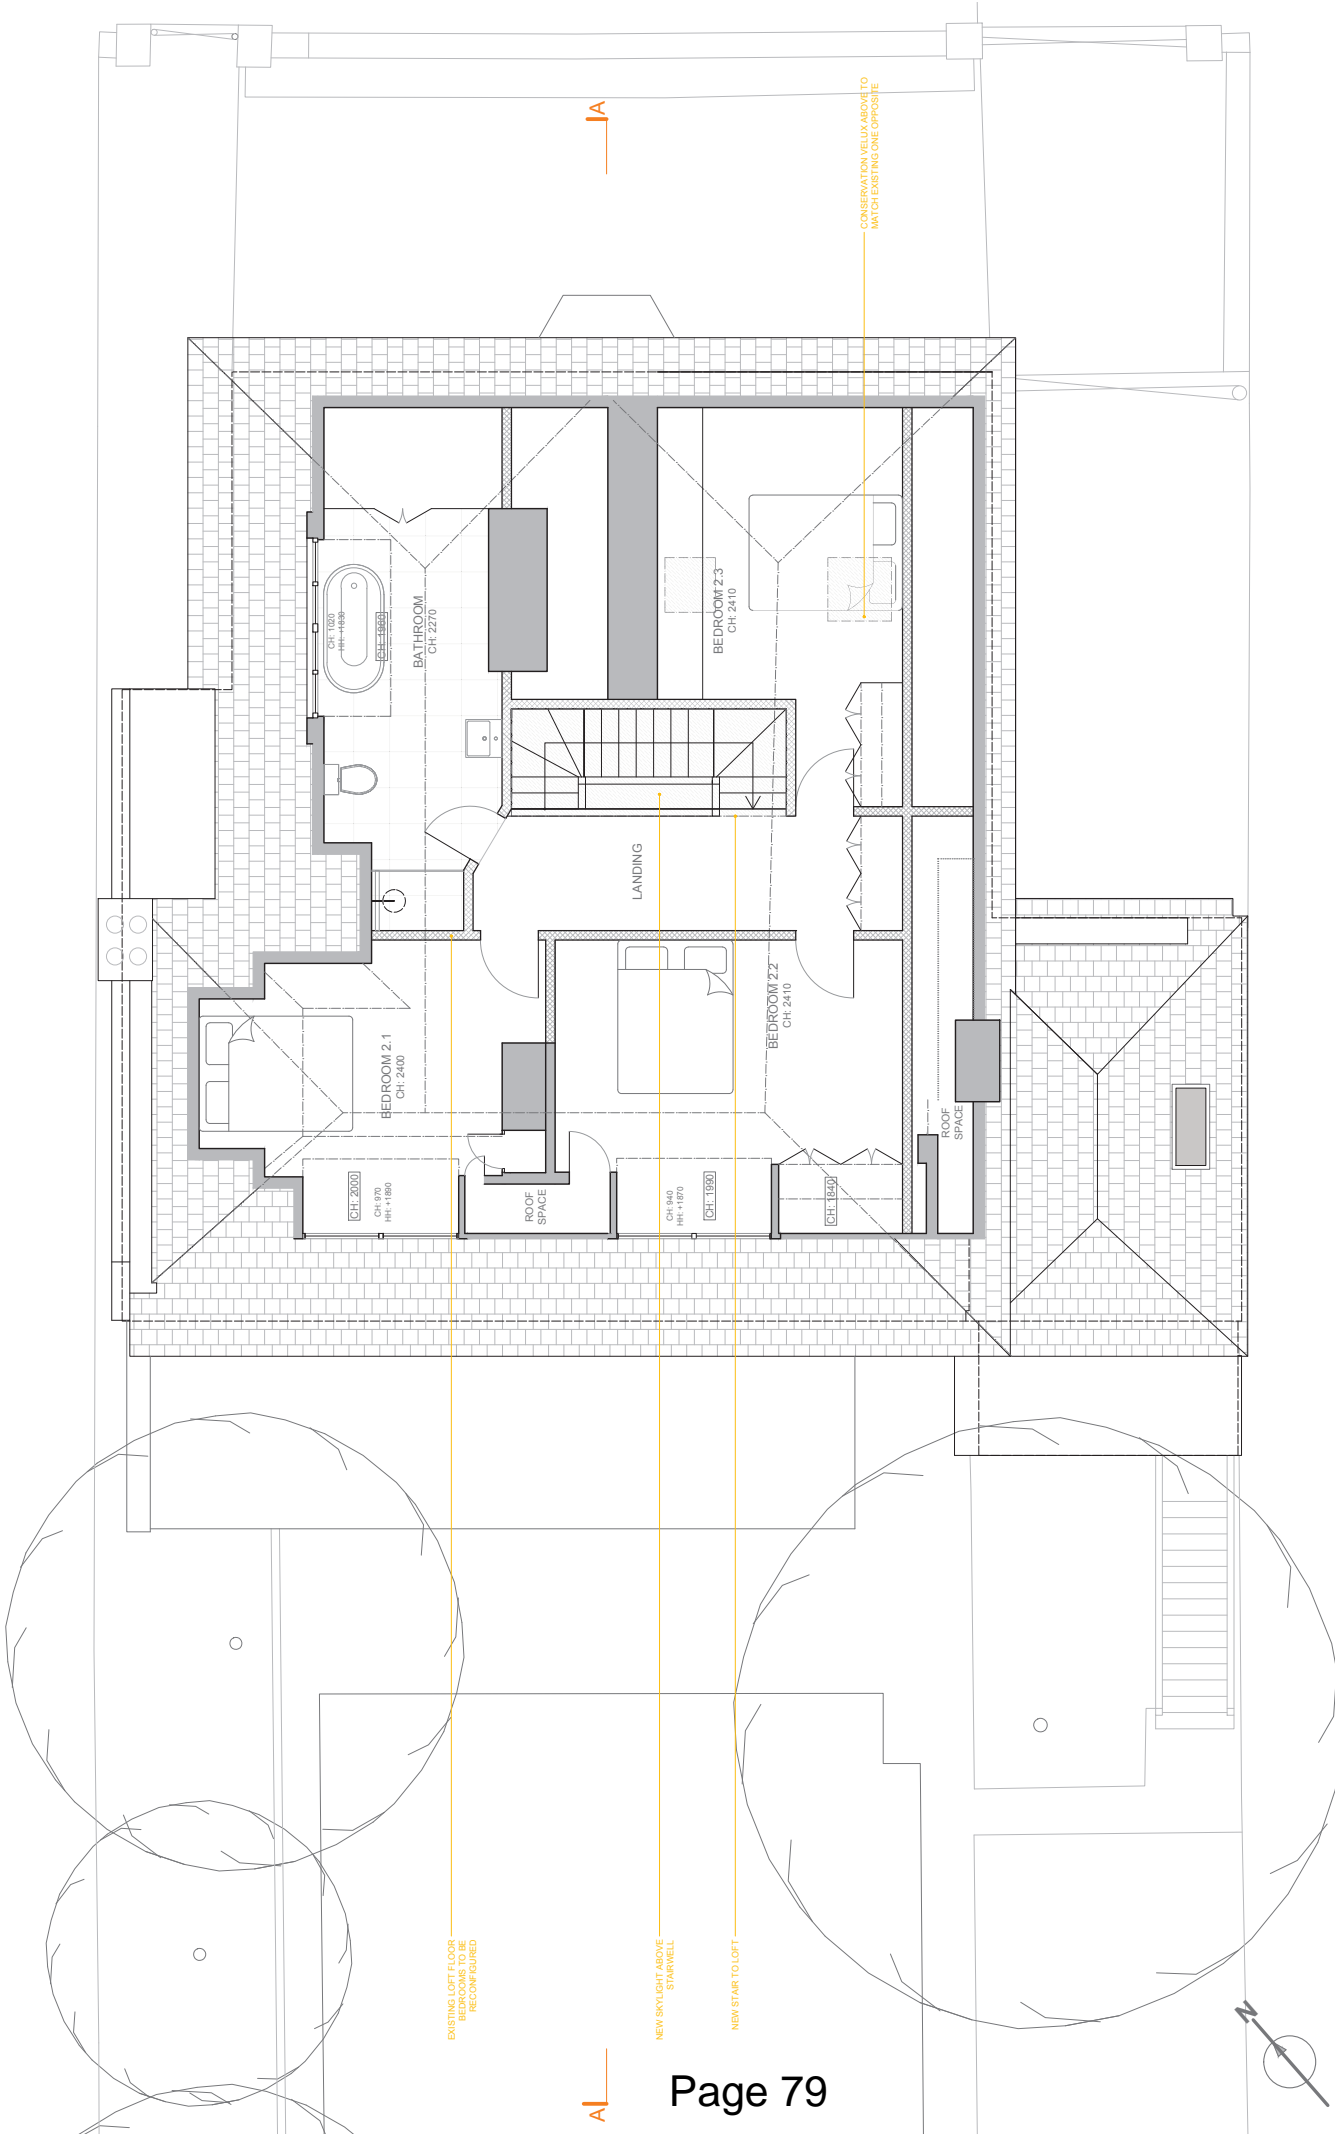 A
CONSERVATION VELUX ABOVE TO
MATCH EXISTING ONE OPPOSITE
CH: 1020
HH: +1830
CH: 1960
BATHROOM
CH: 2270
BEDROOM 2.3
CH: 2410
LANDING
BEDROOM 2.1
CH: 2400
BEDROOM 2.2
CH: 2410
ROOF
SPACE
CH: 2000
CH: 970
HH: +1890
ROOF
SPACE
CH: 940
HH: +1870
CH: 1990
CH: 1840
EXISTING LOFT FLOOR
BEDROOMS TO BE
RECONFIGURED
NEW SKYLIGHT ABOVE
STAIRWELL
NEW STAIR TO LOFT
N
A
Page 79